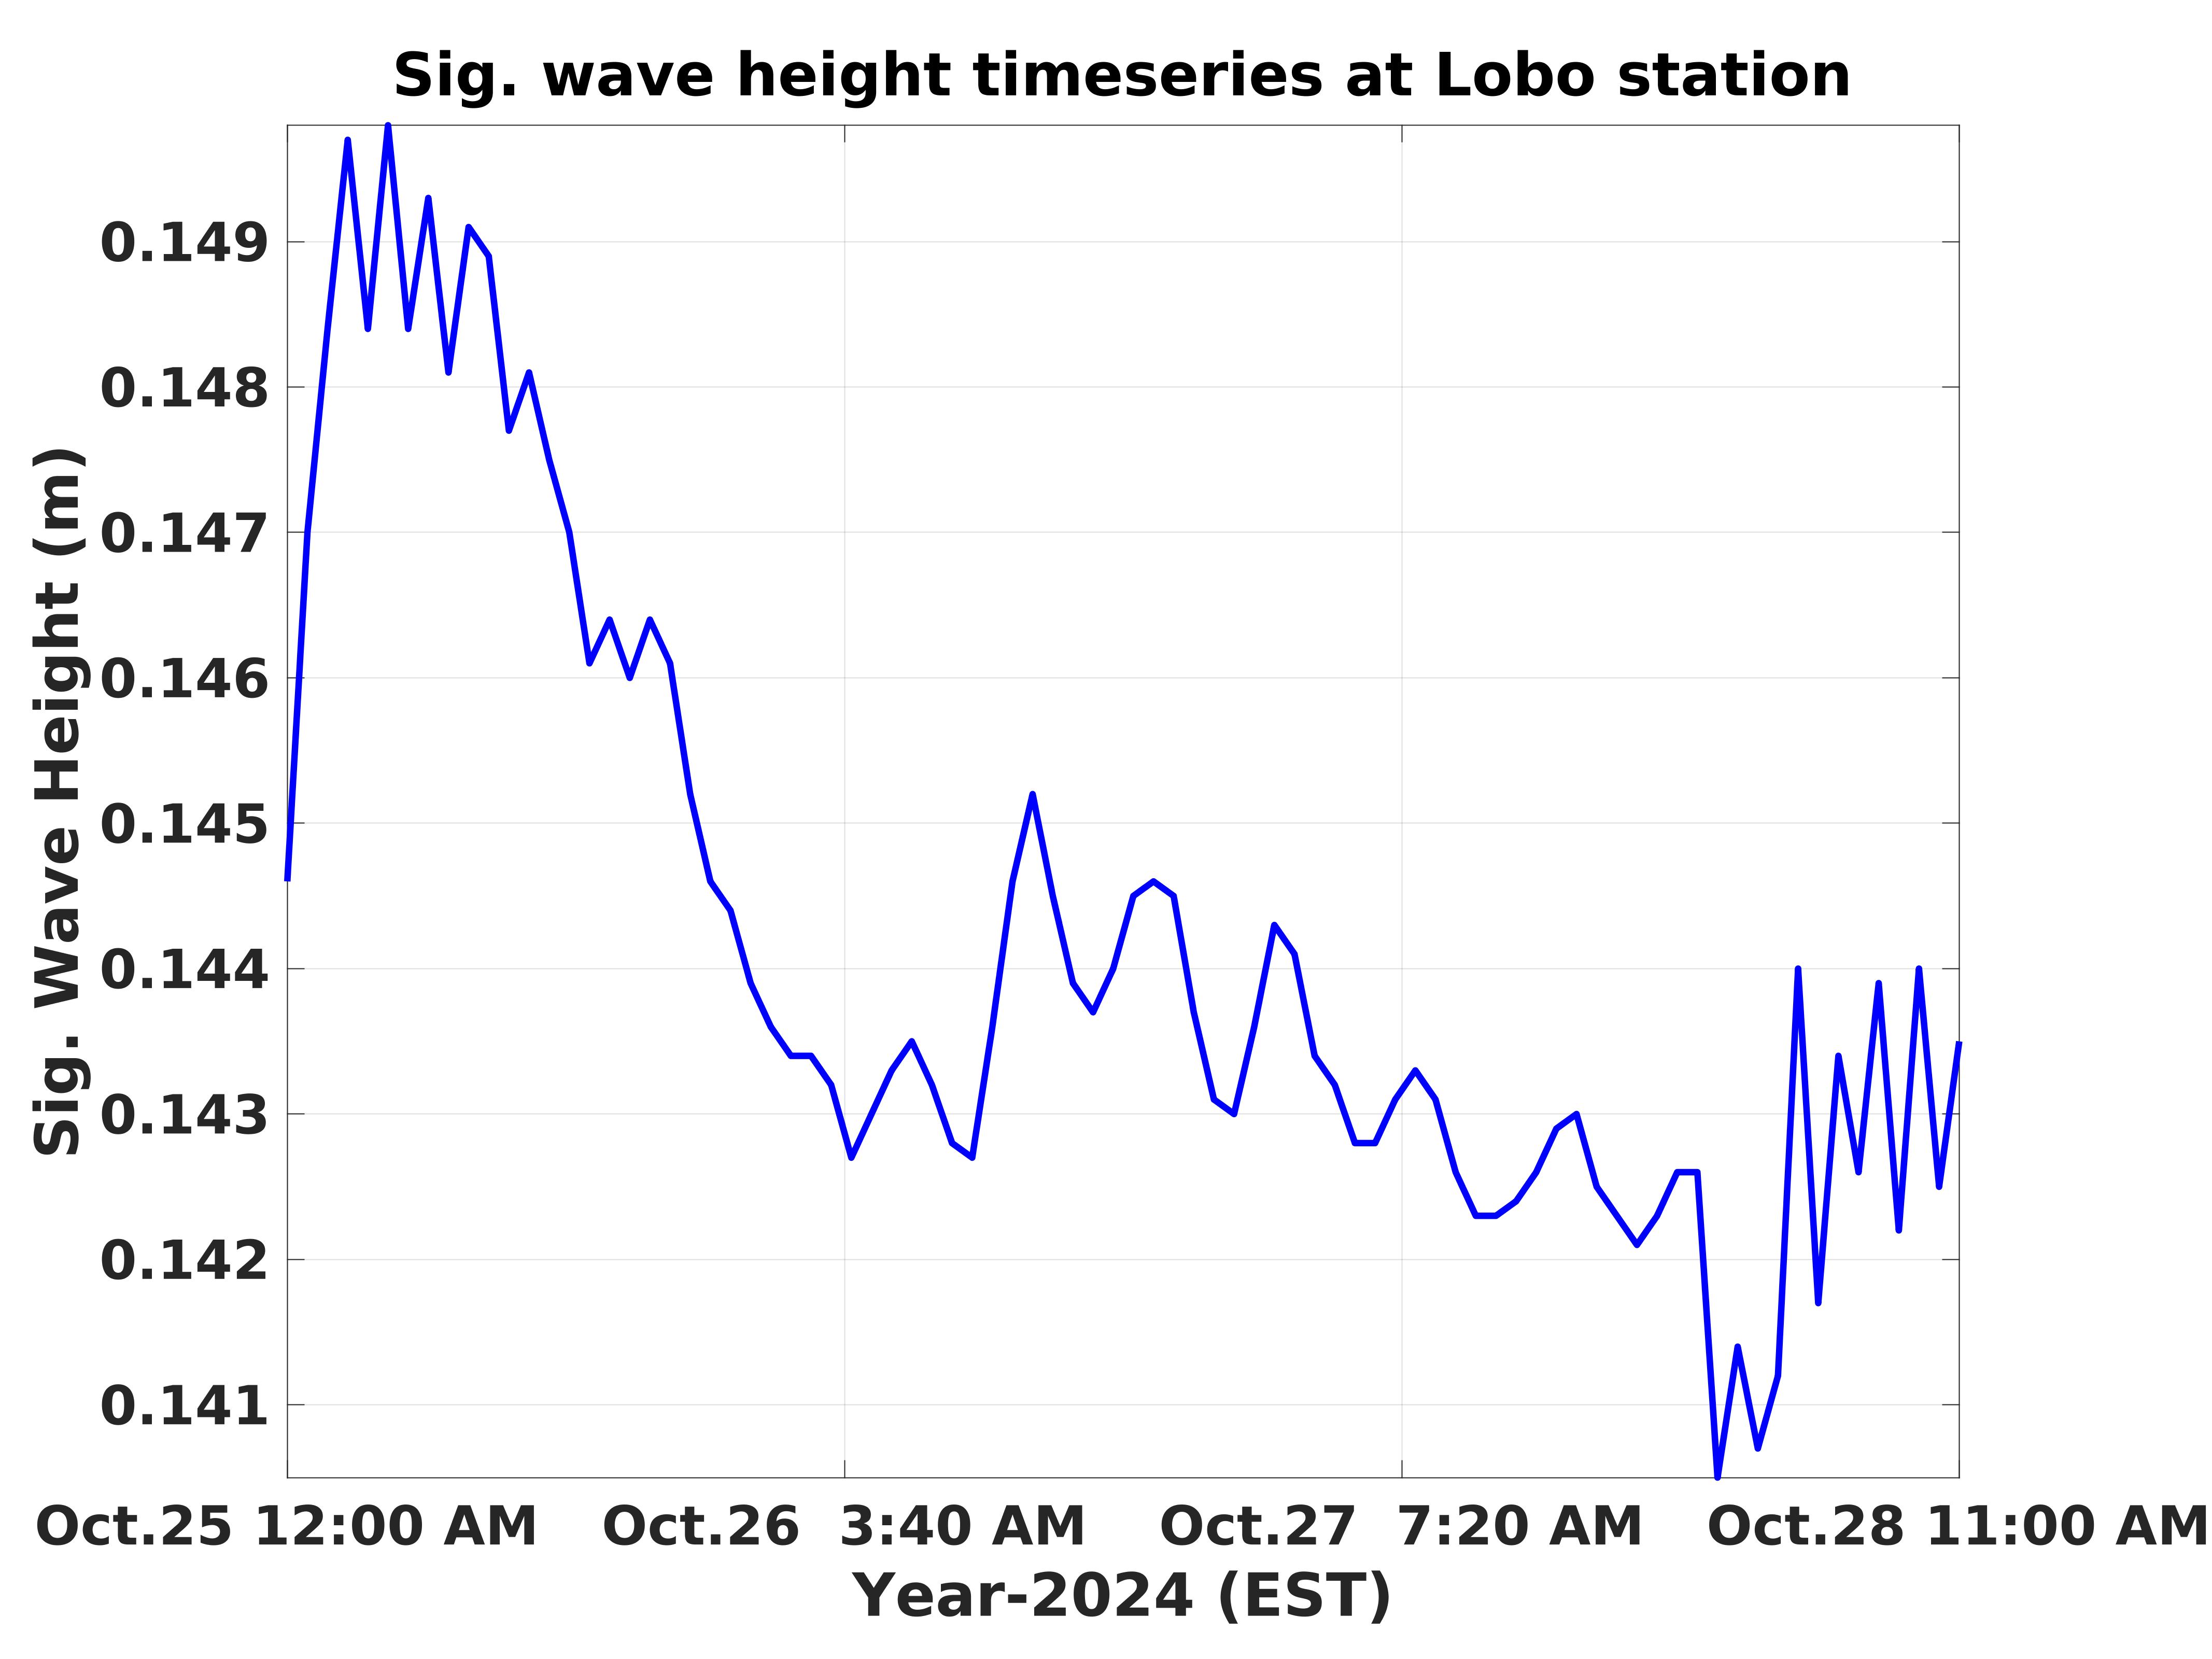 Sig. wave height timeseries at Lobo station
Sig. Wave Height (m)
0.149
0.148
0.147
0.146
0.145
0.144
0.143
0.142
0.141
Oct.25 12:00 AM Oct.26 3:40 AM Oct.27 7:20 AM Oct.28 11:00 AM
Year-2024 (EST)